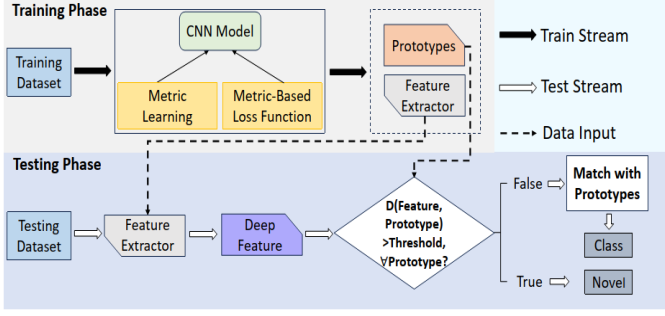 Training Phase
CNN Model
Training
Dataset
Metric
Learning
Metric-Based
Loss Function
Prototypes
Feature
Extractor
Train Stream
Test Stream
Data Input
Testing Phase
Testing
Dataset
Feature
Extractor
Deep
Feature
D(Feature,
Prototype)
>Threshold,
∀Prototype?
False
Match with
Prototypes
Class
True
Novel